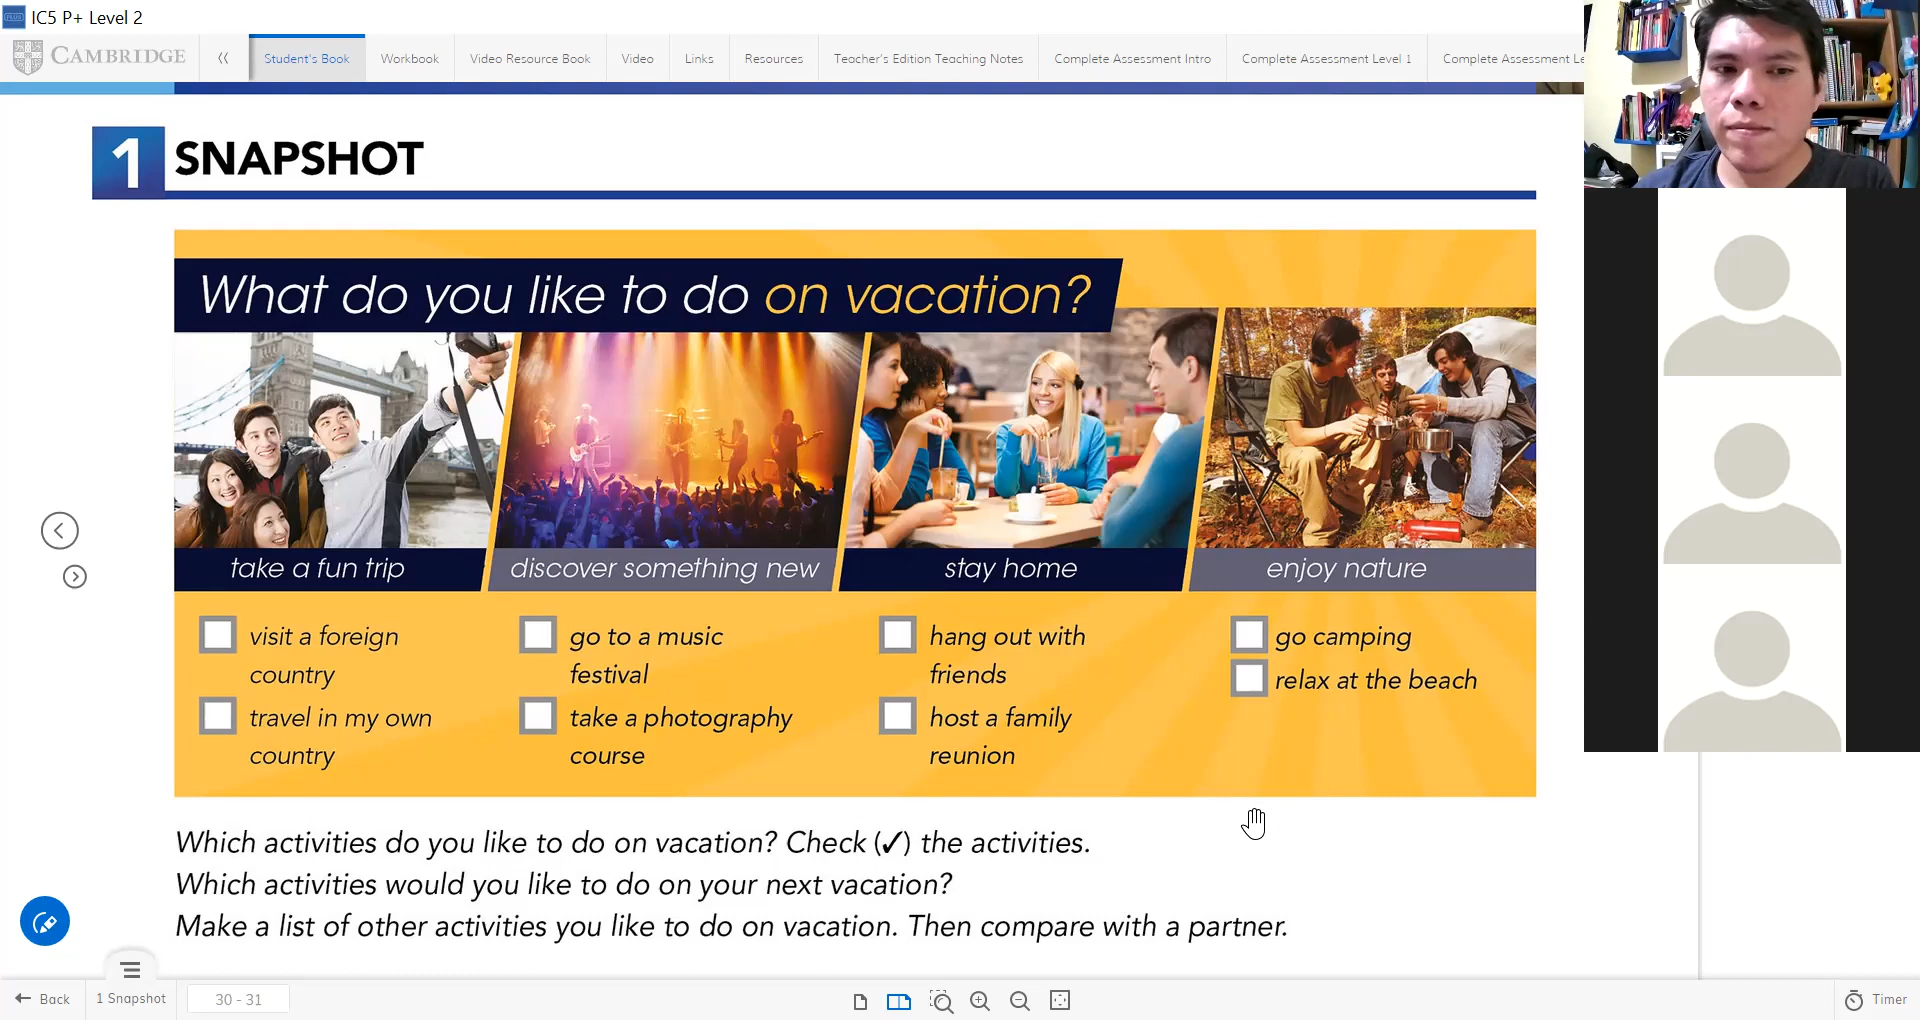 IC5 P+ Level 2
CAMBRIDGE
Student's Book
Workbook
Video Resource Book
Video
Links
Resources
Teacher's Edition Teaching Notes
Complete Assessment Intro
Complete Assessment Level 1
Complete Assessment Le
1 SNAPSHOT
What do you like to do on vacation?
take a fun trip
discover something new
stay home
enjoy nature
visit a foreign
country
travel in my own
country
go to a music
festival
take a photography
course
hang out with
friends
host a family
reunion
go camping
relax at the beach
Which activities do you like to do on vacation? Check (✓) the activities.
Which activities would you like to do on your next vacation?
Make a list of other activities you like to do on vacation. Then compare with a partner.
Back
1 Snapshot
30 - 31
Timer